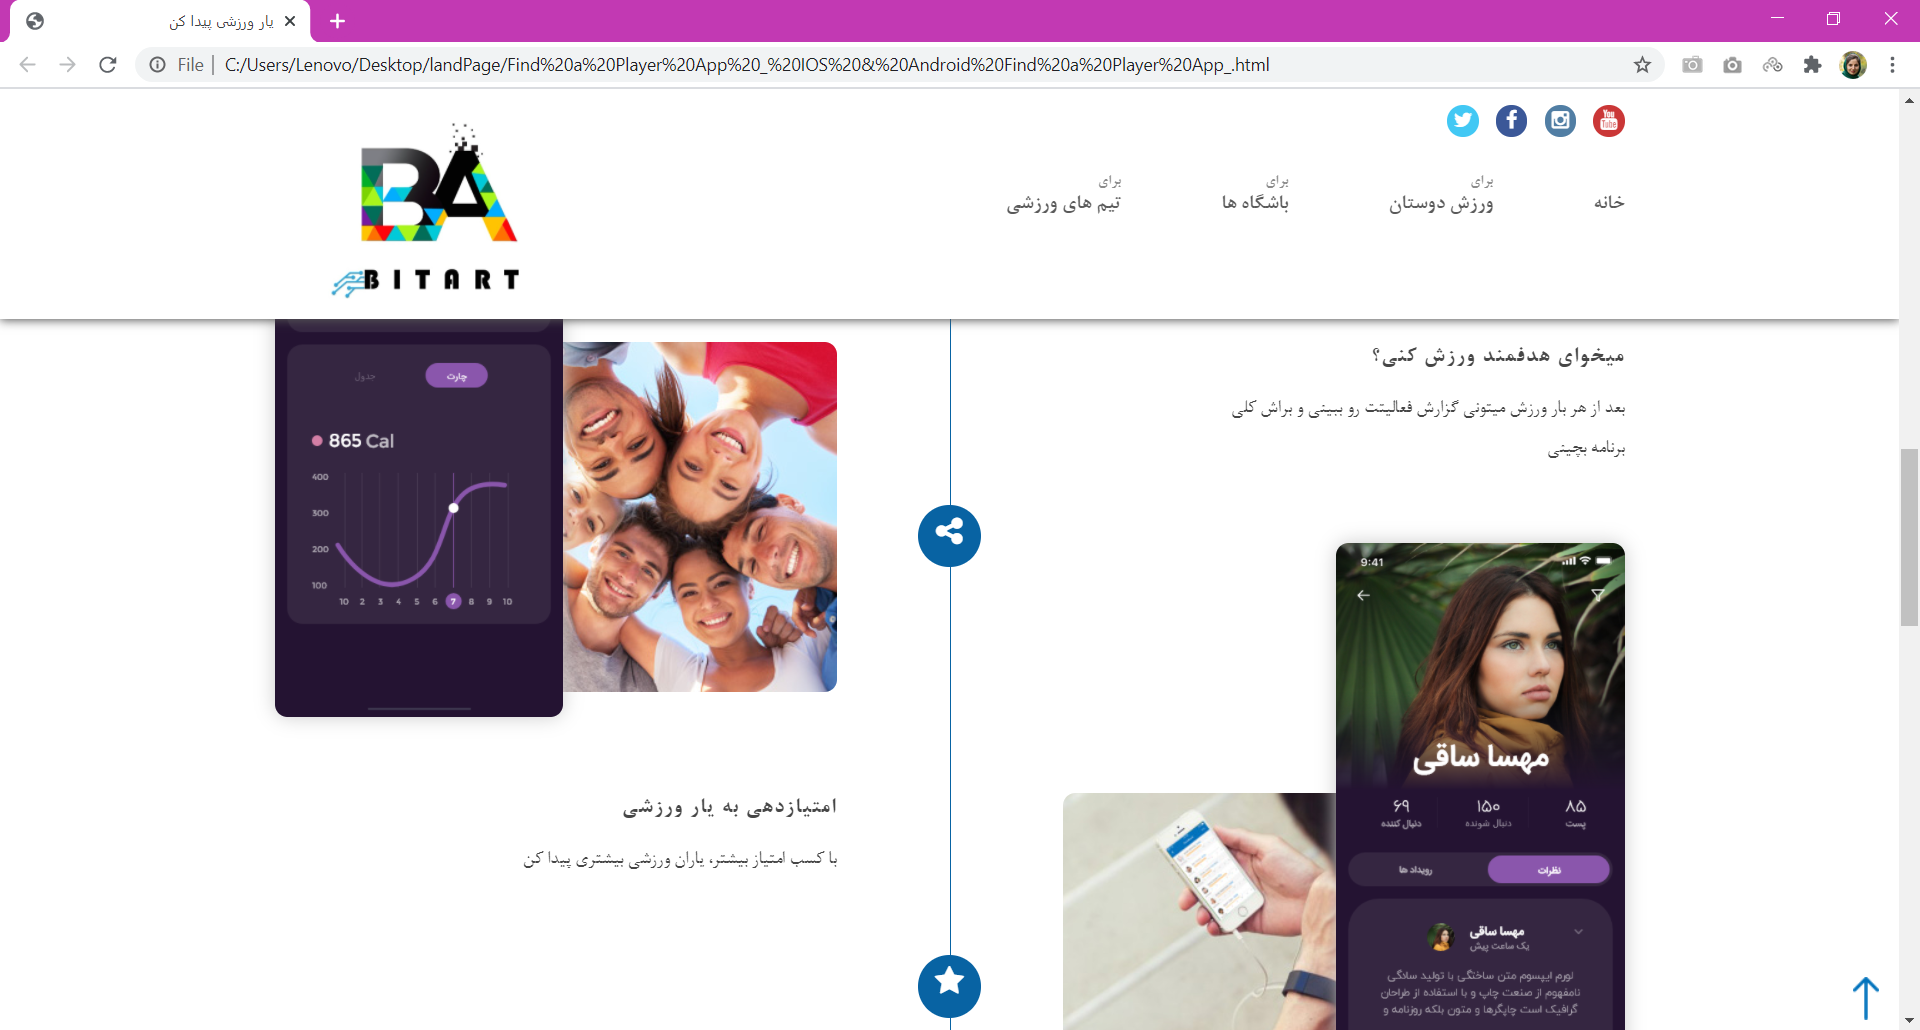 یار ورزشی پیدا کن
File
C:/Users/Lenovo/Desktop/landPage/Find%20a%20Player%20App%20_%20IOS%20&%20Android%20Find%20a%20Player%20App_.html
You Tube
خانه
برای
ورزش دوستان
برای
باشگاه ها
برای
تیم های ورزشی
BA
BITART
میخوای هدفمند ورزش کنی؟
بعد از هر بار ورزش میتونی گزارش فعالیتت رو ببینی و براش کلی
برنامه بچینی
چارت
جدول
865 Cal
400
300
200
100
10 2 3 4 5 6 7 8 9 10
9:41
مهسا ساقی
۸۵
پست
۱۵۰
دنبال شونده
۶۹
دنبال کننده
نظرات
رویداد ها
مهسا ساقی
یک ساعت پیش
لورم ایپسوم متن ساختگی با تولید سادگی
نامفهوم از صنعت چاپ و با استفاده از طراحان
گرافیک است چاپگرها و متون بلکه روزنامه و
امتیازدهی به یار ورزشی
با کسب امتیاز بیشتر، یاران ورزشی بیشتری پیدا کن